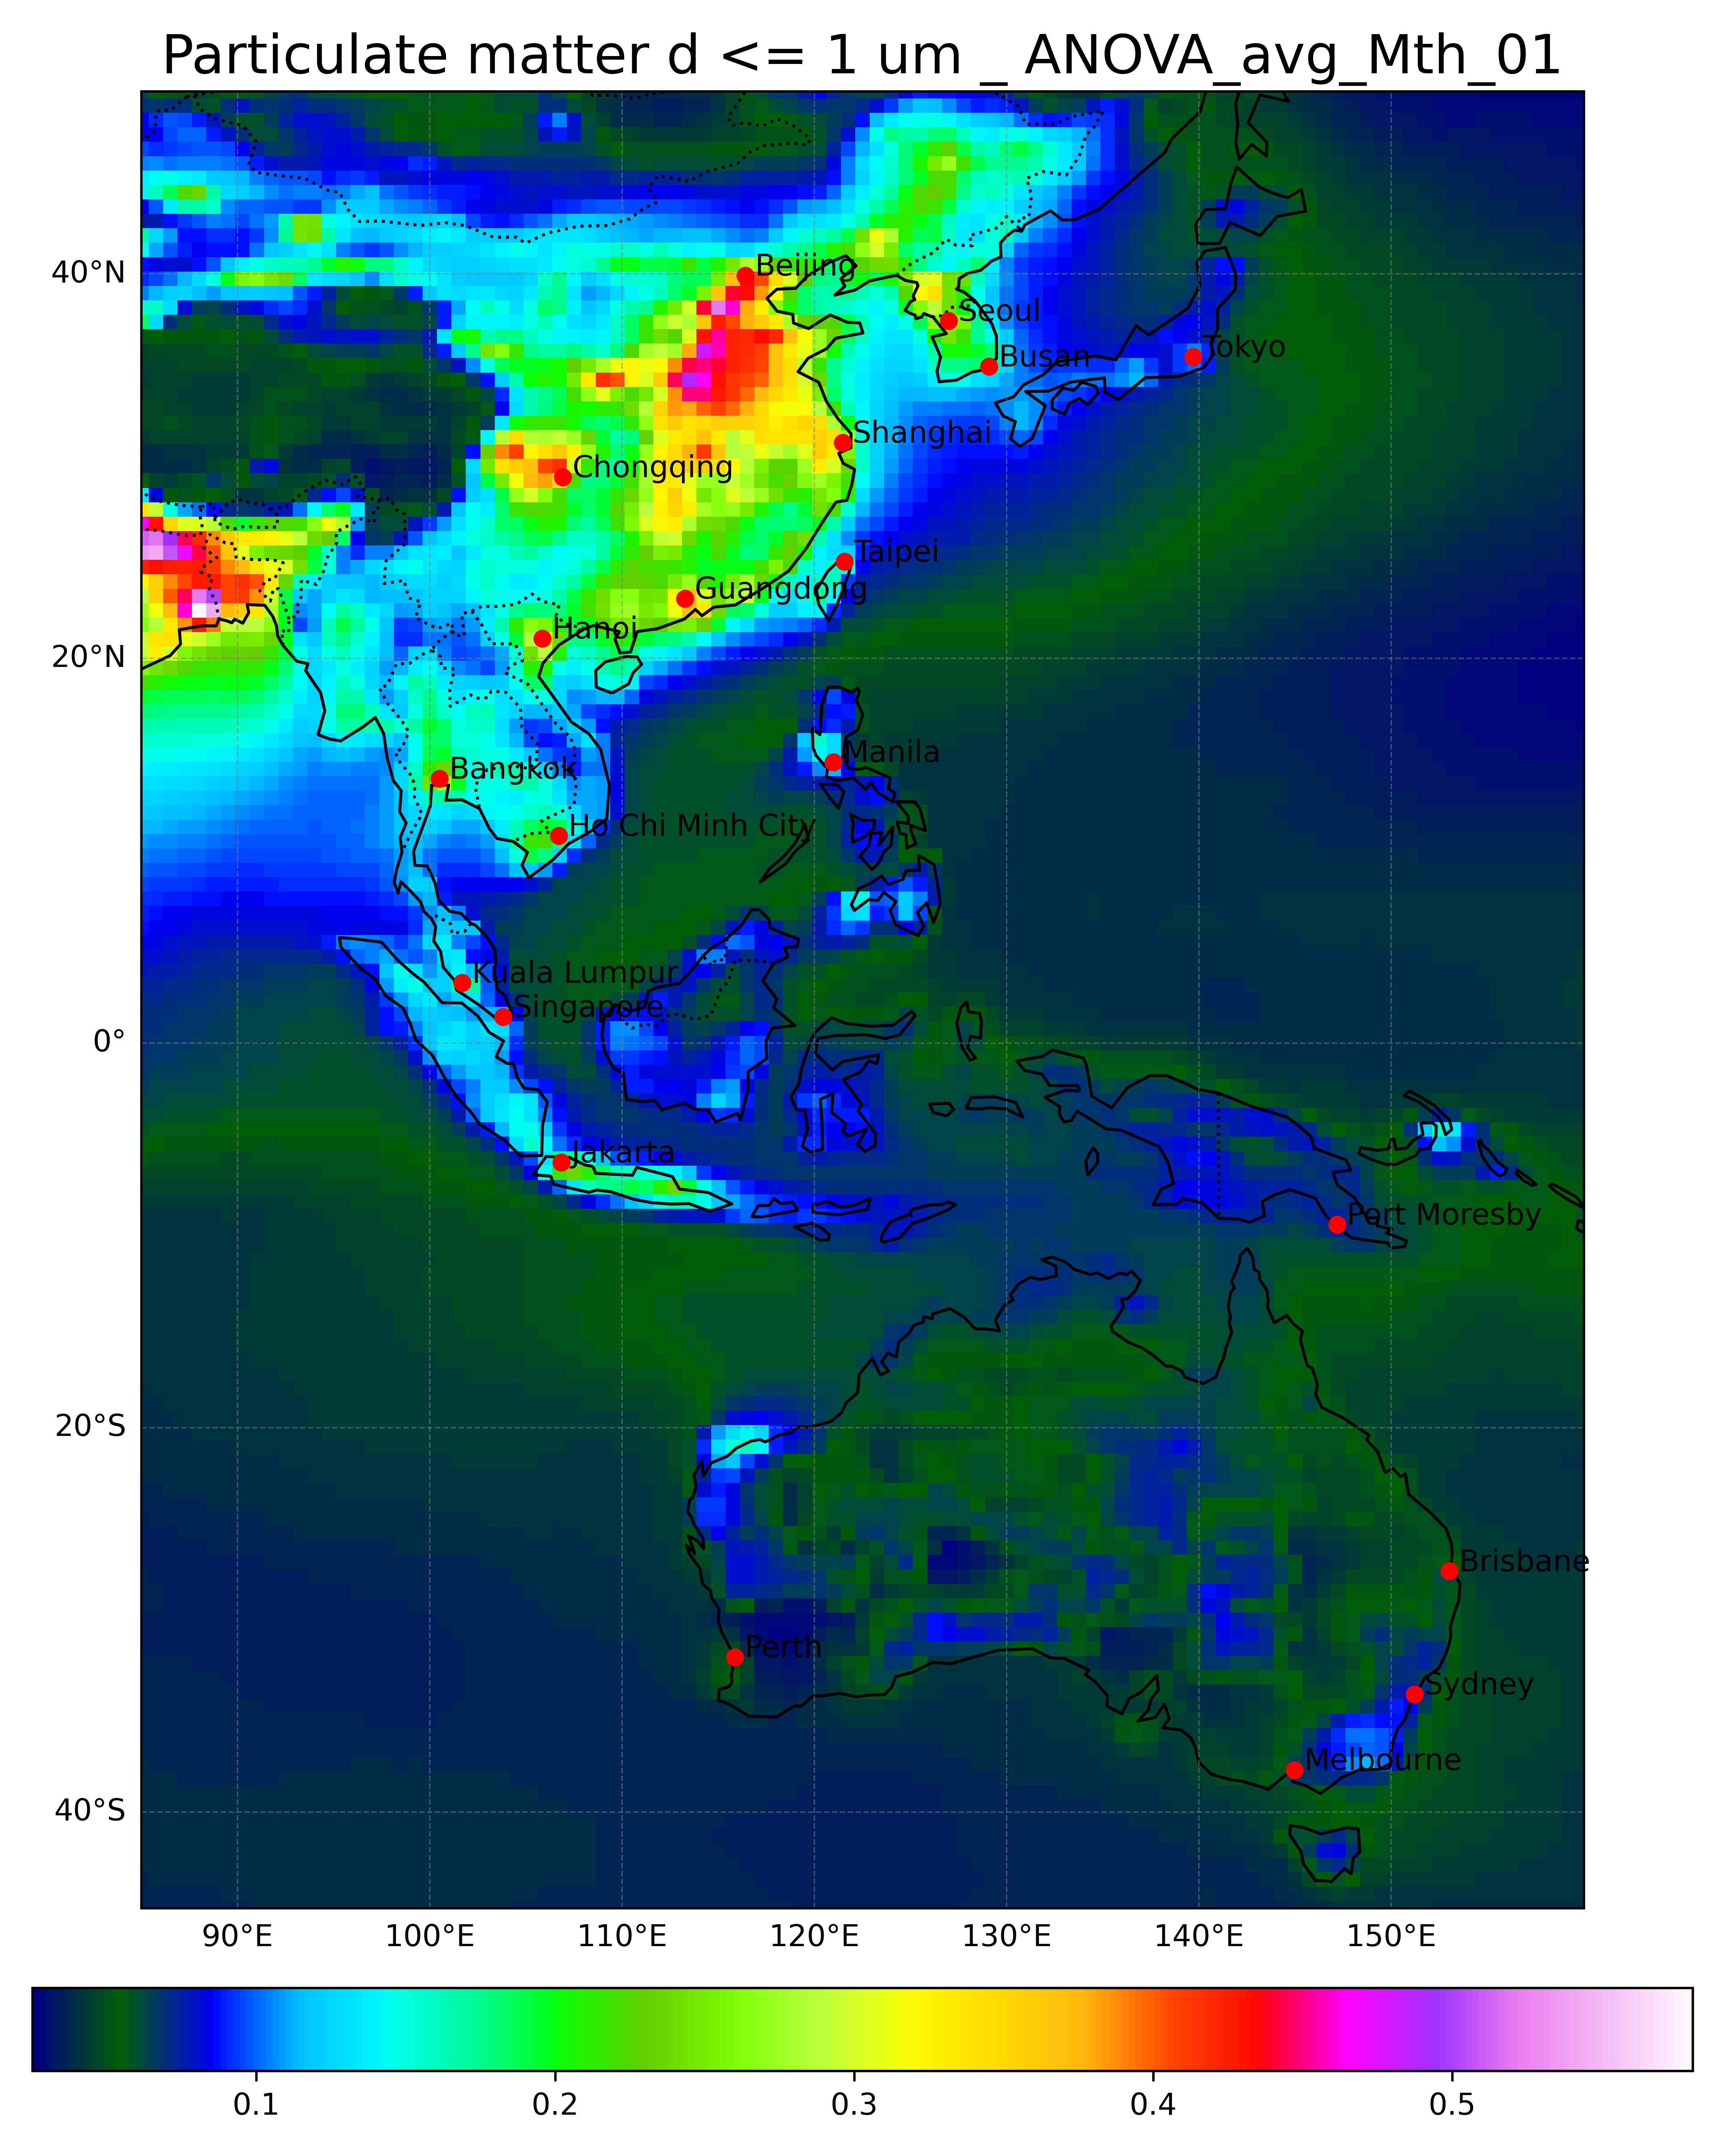 Particulate matter d <= 1 um _ ANOVA_avg_Mth_01
40°N
20°N
0°
20°S
40°S
Beijing
Seoul
Busan
Tokyo
Shanghai
Chongqing
Taipei
Guangdong
Hanoi
Manila
Bangkok
Ho Chi Minh City
Kuala Lumpur
Singapore
Jakarta
Port Moresby
Brisbane
Perth
Sydney
Melbourne
90°E 100°E 110°E 120°E 130°E 140°E 150°E
0.1 0.2 0.3 0.4 0.5